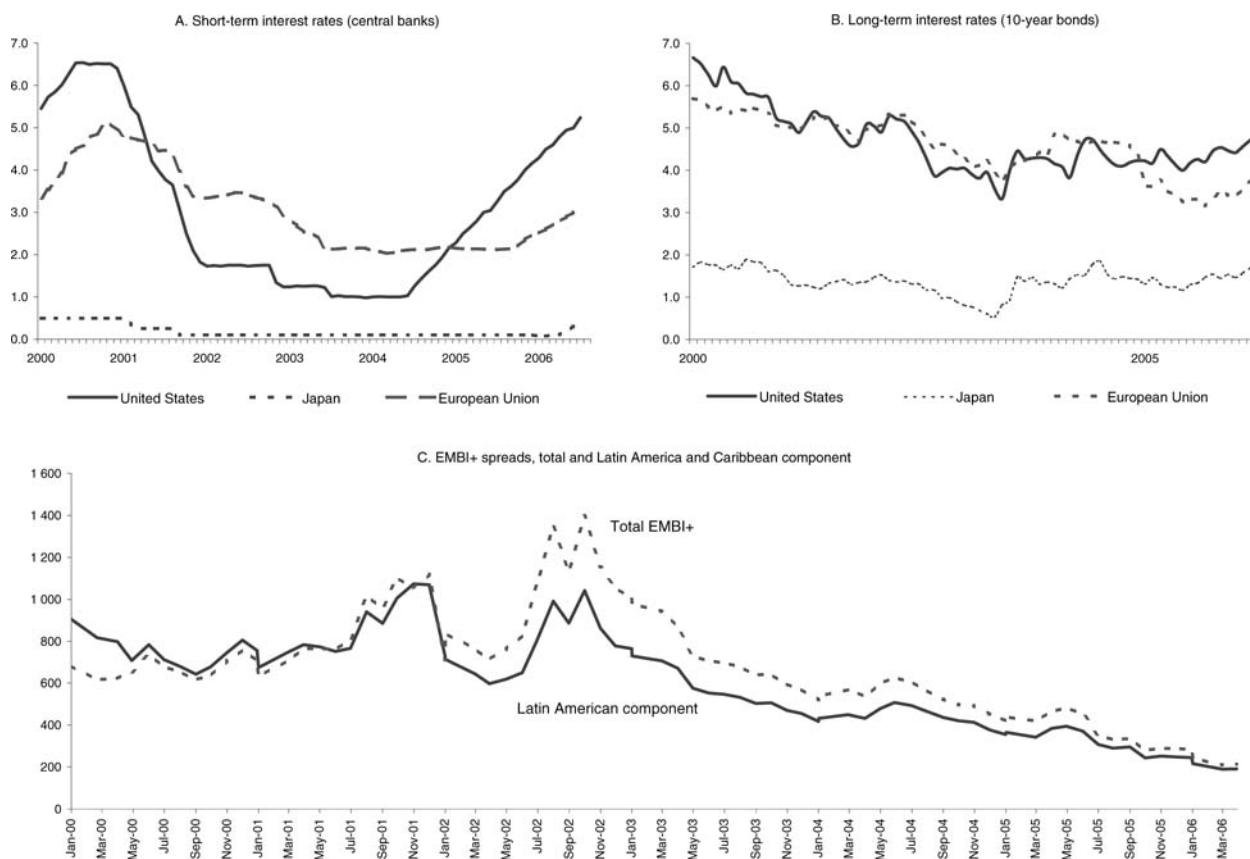 A. Short-term interest rates (central banks)
7.0
6.0
5.0
4.0
3.0
2.0
1.0
0.0
2000 2001 2002 2003 2004 2005 2006
United States Japan European Union
B. Long-term interest rates (10-year bonds)
7.0
6.0
5.0
4.0
3.0
2.0
1.0
0.0
2000 2005
United States Japan European Union
C. EMBI+ spreads, total and Latin America and Caribbean component
1 600
1 400
1 200
1 000
800
600
400
200
0
Total EMBI+
Latin American component
Jan-00
Mar-00
May-00
Jul-00
Sep-00
Nov-00
Jan-01
Mar-01
May-01
Jul-01
Sep-01
Nov-01
Jan-02
Mar-02
May-02
Jul-02
Sep-02
Nov-02
Jan-03
Mar-03
May-03
Jul-03
Sep-03
Nov-03
Jan-04
Mar-04
May-04
Jul-04
Sep-04
Nov-04
Jan-05
Mar-05
May-05
Jul-05
Sep-05
Nov-05
Jan-06
Mar-06